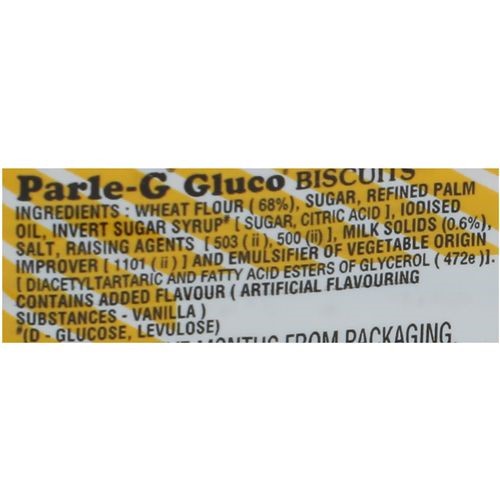 Parle-G Gluco BISCUITS
INGREDIENTS : WHEAT FLOUR ( 68%), SUGAR, REFINED PALM
OIL, INVERT SUGAR SYRUP# [ SUGAR, CITRIC ACID ], IODISED
SALT, RAISING AGENTS [ 503 ( ii ), 500 (ii) ], MILK SOLIDS (0.6%),
IMPROVER [ 1101 ( ii ) ] AND EMULSIFIER OF VEGETABLE ORIGIN
[ DIACETYLTARTARIC AND FATTY ACID ESTERS OF GLYCEROL ( 472e ) ].
CONTAINS ADDED FLAVOUR ( ARTIFICIAL FLAVOURING
SUBSTANCES - VANILLA )
#(D - GLUCOSE, LEVULOSE)
MONTHS FROM PACKAGING.